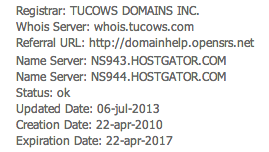 Registrar: TUCOWS DOMAINS INC.
Whois Server: whois.tucows.com
Referral URL: http://domainhelp.opensrs.net
Name Server: NS943.HOSTGATOR.COM
Name Server: NS944.HOSTGATOR.COM
Status: ok
Updated Date: 06-jul-2013
Creation Date: 22-apr-2010
Expiration Date: 22-apr-2017